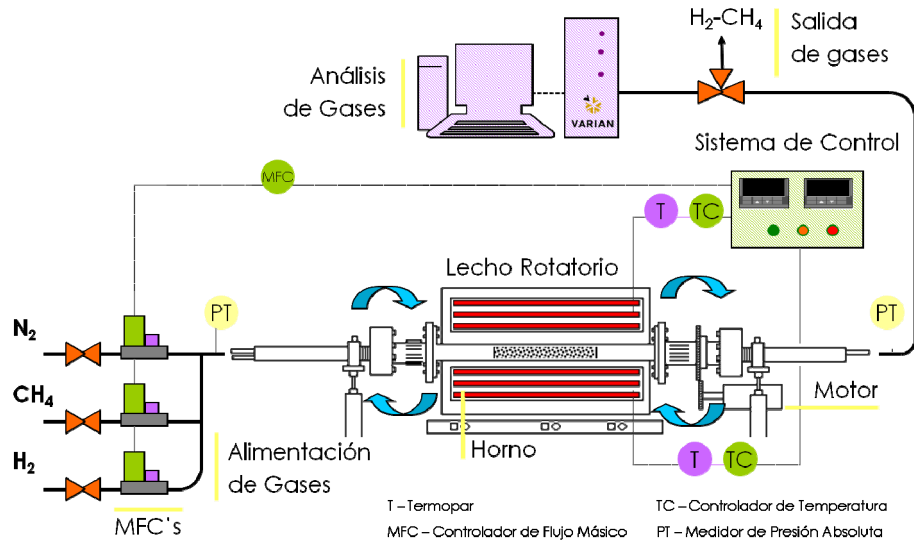 H2-CH4
Salida
de gases
Análisis
de Gases
VARIAN
Sistema de Control
MFC
T
TC
Lecho Rotatorio
PT
PT
N2
CH4
H2
Motor
Alimentación
de Gases
Horno
T
TC
MFC's
T – Termopar
TC – Controlador de Temperatura
MFC – Controlador de Flujo Másico
PT – Medidor de Presión Absoluta